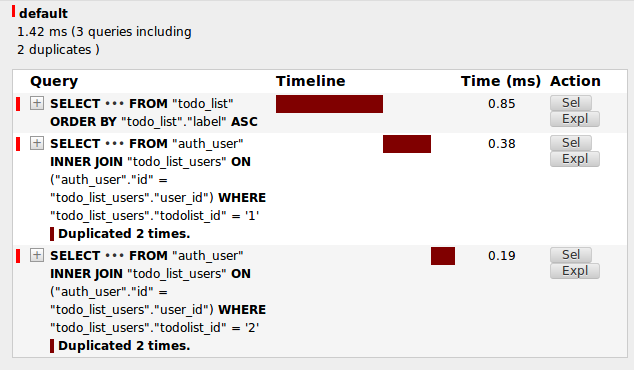 default
1.42 ms (3 queries including
2 duplicates )
Query Timeline Time (ms) Action
+ SELECT ••• FROM "todo_list" 0.85 Sel
ORDER BY "todo_list"."label" ASC Expl
+ SELECT ••• FROM "auth_user" 0.38 Sel
INNER JOIN "todo_list_users" ON Expl
("auth_user"."id" =
"todo_list_users"."user_id") WHERE
"todo_list_users"."todolist_id" = '1'
Duplicated 2 times.
+ SELECT ••• FROM "auth_user" 0.19 Sel
INNER JOIN "todo_list_users" ON Expl
("auth_user"."id" =
"todo_list_users"."user_id") WHERE
"todo_list_users"."todolist_id" = '2'
Duplicated 2 times.